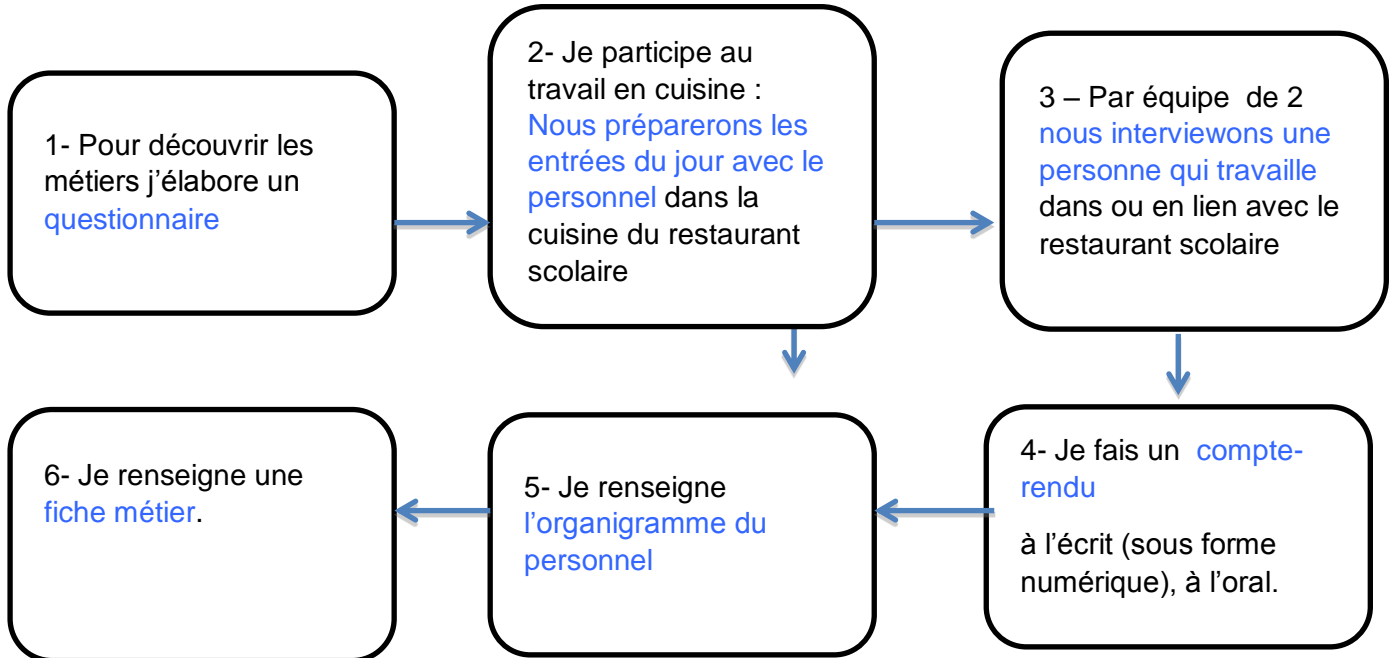 1- Pour découvrir les
métiers j’élabore un
questionnaire
2- Je participe au
travail en cuisine :
Nous préparerons les
entrées du jour avec le
personnel dans la
cuisine du restaurant
scolaire
3 – Par équipe de 2
nous interviewons une
personne qui travaille
dans ou en lien avec le
restaurant scolaire
4- Je fais un compte-
rendu
à l’écrit (sous forme
numérique), à l’oral.
5- Je renseigne
l’organigramme du
personnel
6- Je renseigne une
fiche métier.